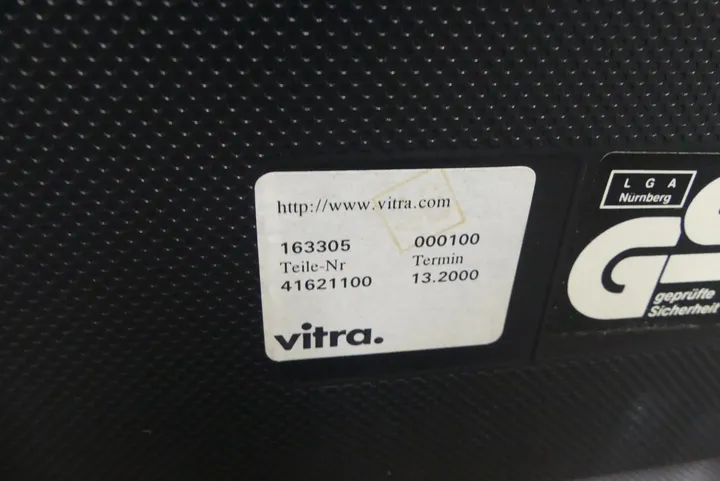 http://www.vitra.com
163305 000100
Teile-Nr Termin
41621100 13.2000
vitra.
L G A
Nürnberg
GS
geprüfte
Sicherheit